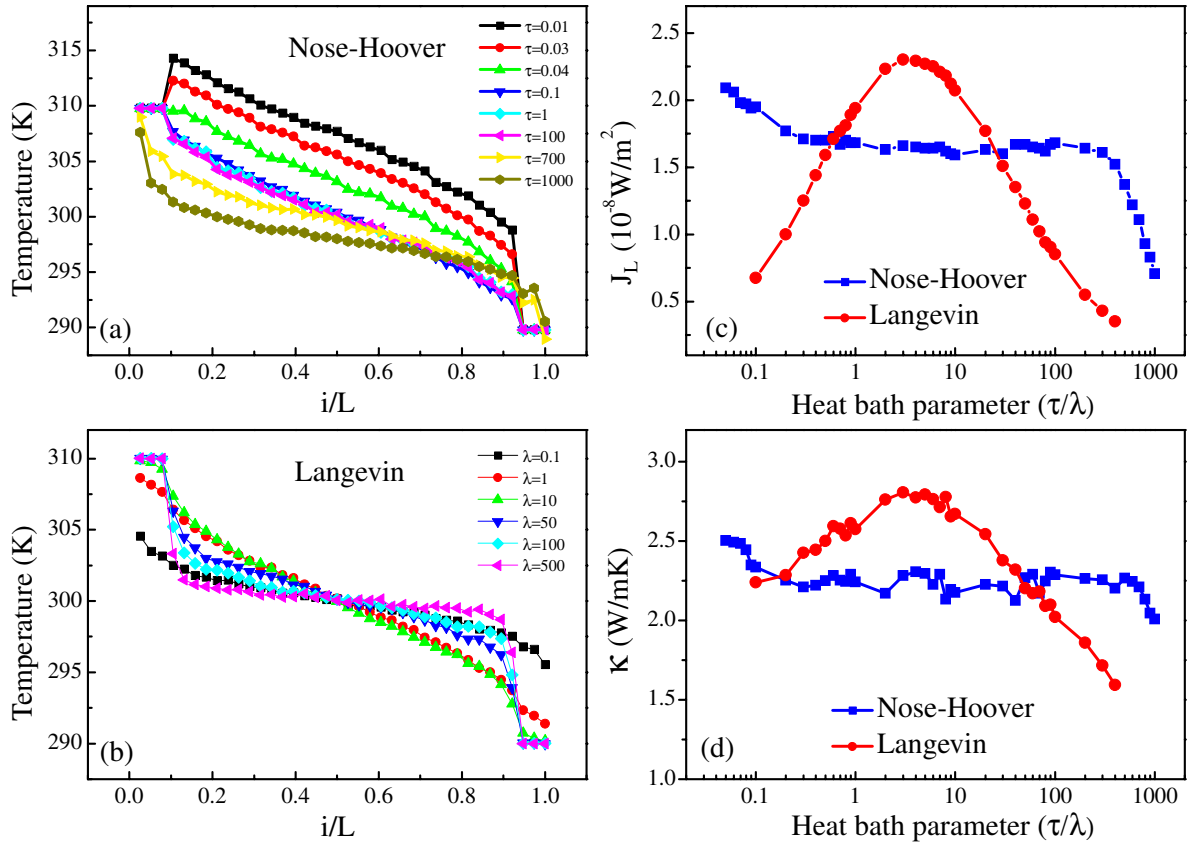 Nose-Hoover
τ=0.01
τ=0.03
τ=0.04
τ=0.1
τ=1
τ=100
τ=700
τ=1000
315
310
305
300
295
290
Temperature (K)
(a)
0.0 0.2 0.4 0.6 0.8 1.0
i/L
Langevin
λ=0.1
λ=1
λ=10
λ=50
λ=100
λ=500
310
305
300
295
290
Temperature (K)
(b)
0.0 0.2 0.4 0.6 0.8 1.0
i/L
2.5
2.0
1.5
1.0
0.5
J_L (10⁻⁸W/m²)
Nose-Hoover
Langevin
(c)
0.1 1 10 100 1000
Heat bath parameter (τ/λ)
3.0
2.5
2.0
1.5
1.0
κ (W/mK)
Nose-Hoover
Langevin
(d)
0.1 1 10 100 1000
Heat bath parameter (τ/λ)